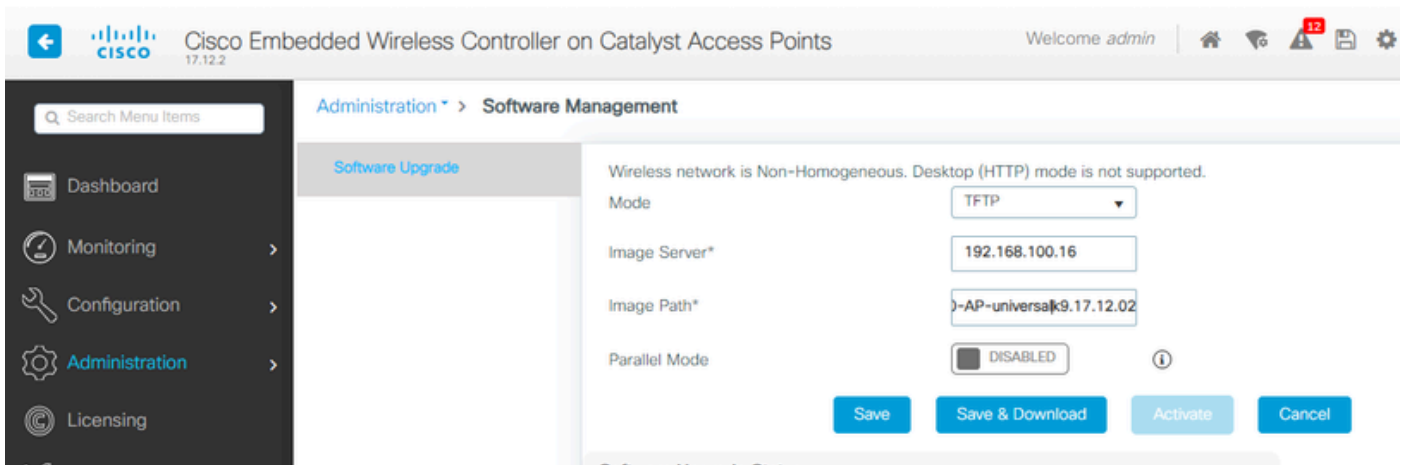 CISCO
Cisco Embedded Wireless Controller on Catalyst Access Points
17.12.2
Welcome admin
12
Search Menu Items
Administration > Software Management
Software Upgrade
Dashboard
Monitoring
Configuration
Administration
Licensing
Wireless network is Non-Homogeneous. Desktop (HTTP) mode is not supported.
Mode
TFTP
Image Server*
192.168.100.16
Image Path*
-AP-universalk9.17.12.02
Parallel Mode
DISABLED
Save
Save & Download
Activate
Cancel